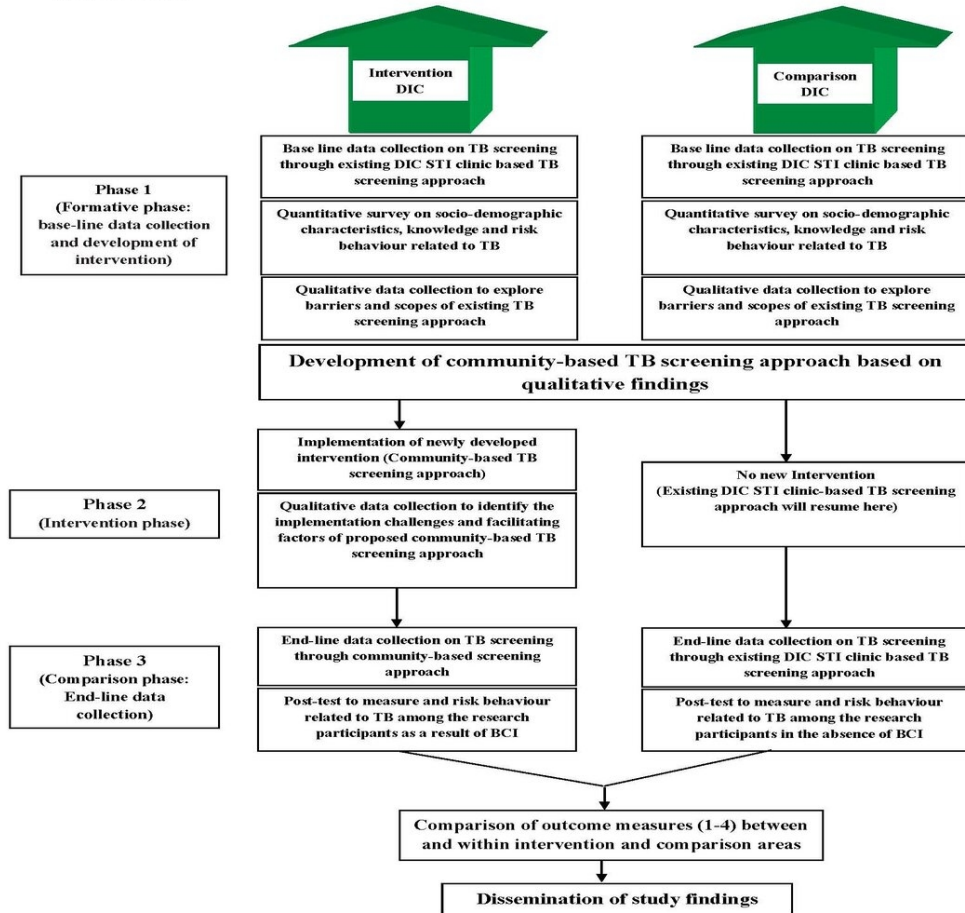 Intervention
DIC
Comparison
DIC
Phase 1
(Formative phase:
base-line data collection
and development of
intervention)
Base line data collection on TB screening
through existing DIC STI clinic based TB
screening approach
Base line data collection on TB screening
through existing DIC STI clinic based TB
screening approach
Quantitative survey on socio-demographic
characteristics, knowledge and risk
behaviour related to TB
Quantitative survey on socio-demographic
characteristics, knowledge and risk
behaviour related to TB
Qualitative data collection to explore
barriers and scopes of existing TB
screening approach
Qualitative data collection to explore
barriers and scopes of existing TB
screening approach
Development of community-based TB screening approach based on
qualitative findings
Phase 2
(Intervention phase)
Implementation of newly developed
intervention (Community-based TB
screening approach)
Qualitative data collection to identify the
implementation challenges and facilitating
factors of proposed community-based TB
screening approach
No new Intervention
(Existing DIC STI clinic-based TB screening
approach will resume here)
Phase 3
(Comparison phase:
End-line data
collection)
End-line data collection on TB screening
through community-based screening
approach
End-line data collection on TB screening
through existing DIC STI clinic based TB
screening approach
Post-test to measure and risk behaviour
related to TB among the research
participants as a result of BCI
Post-test to measure and risk behaviour
related to TB among the research
participants in the absence of BCI
Comparison of outcome measures (1-4) between
and within intervention and comparison areas
Dissemination of study findings